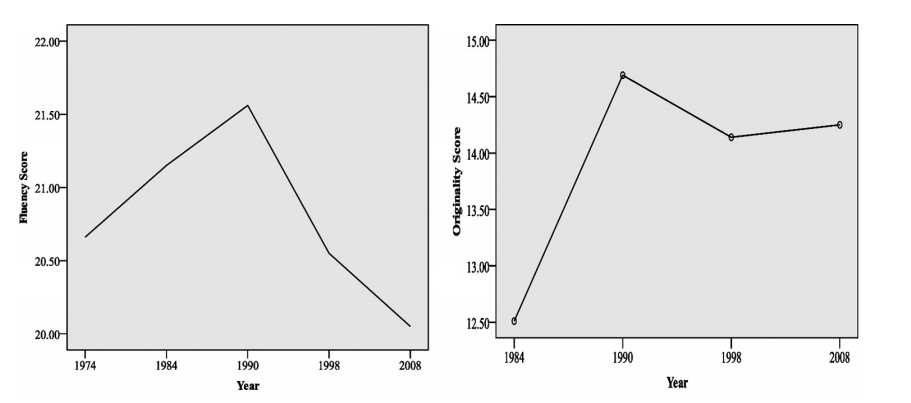 22.00
21.50
21.00
20.50
20.00
Fluency Score
1974 1984 1990 1998 2008
Year
15.00
14.50
14.00
13.50
13.00
12.50
Originality Score
1984 1990 1998 2008
Year